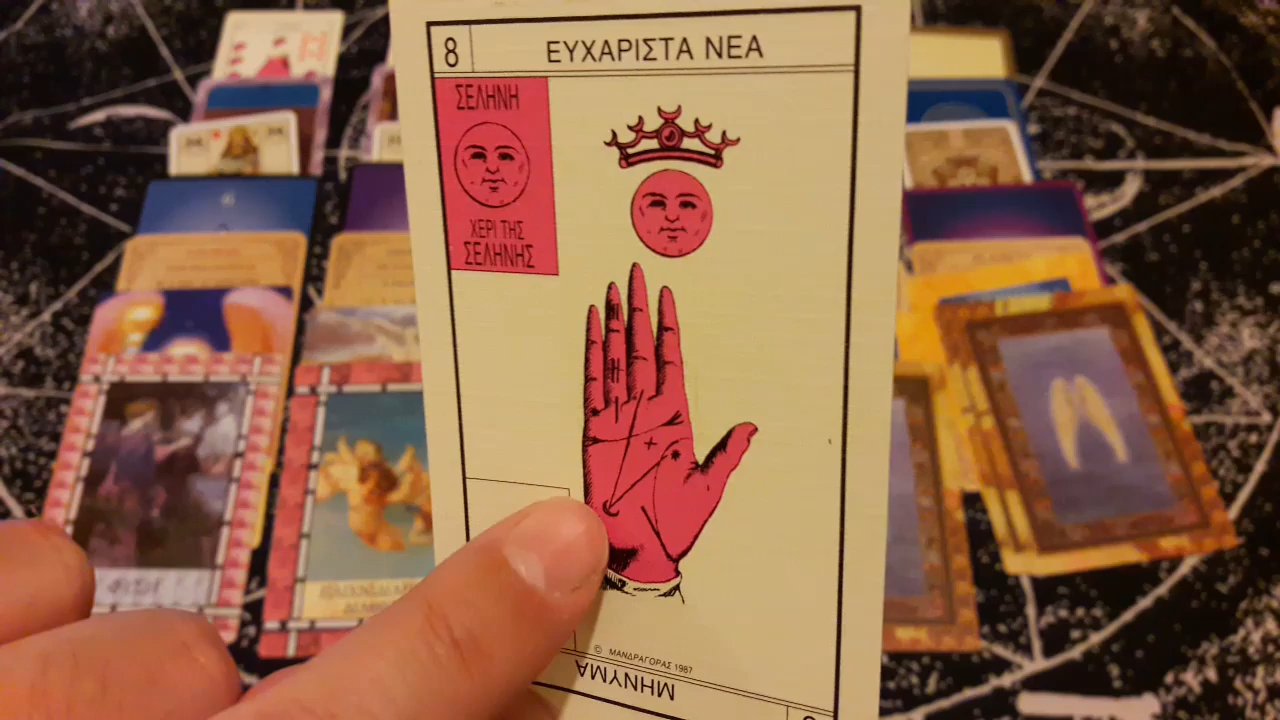 8 ΕΥΧΑΡΙΣΤΑ ΝΕΑ
ΣΕΛΗΝΗ
ΧΕΡΙ ΤΗΣ
ΣΕΛΗΝΗΣ
© ΜΑΝΔΡΑΓΟΡΑΣ 1987
ΜΗΝΥΜΑ